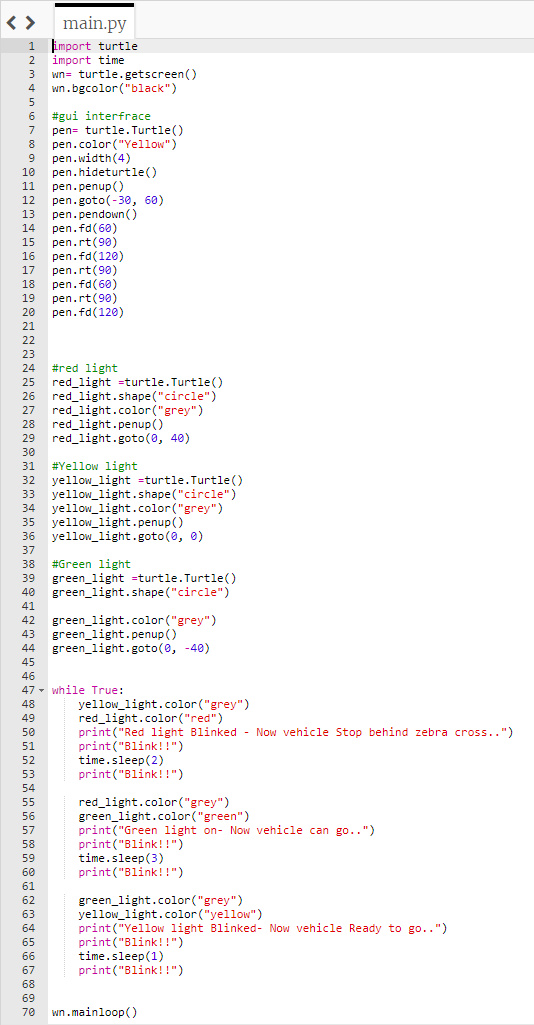 main.py
1 import turtle
2 import time
3 wn= turtle.getscreen()
4 wn.bgcolor("black")
5
6 #gui interfrace
7 pen= turtle.Turtle()
8 pen.color("Yellow")
9 pen.width(4)
10 pen.hideturtle()
11 pen.penup()
12 pen.goto(-30, 60)
13 pen.pendown()
14 pen.fd(60)
15 pen.rt(90)
16 pen.fd(120)
17 pen.rt(90)
18 pen.fd(60)
19 pen.rt(90)
20 pen.fd(120)
21
22
23
24 #red light
25 red_light =turtle.Turtle()
26 red_light.shape("circle")
27 red_light.color("grey")
28 red_light.penup()
29 red_light.goto(0, 40)
30
31 #Yellow light
32 yellow_light =turtle.Turtle()
33 yellow_light.shape("circle")
34 yellow_light.color("grey")
35 yellow_light.penup()
36 yellow_light.goto(0, 0)
37
38 #Green light
39 green_light =turtle.Turtle()
40 green_light.shape("circle")
41
42 green_light.color("grey")
43 green_light.penup()
44 green_light.goto(0, -40)
45
46
47 while True:
48     yellow_light.color("grey")
49     red_light.color("red")
50     print("Red light Blinked - Now vehicle Stop behind zebra cross..")
51     print("Blink!!")
52     time.sleep(2)
53     print("Blink!!")
54
55     red_light.color("grey")
56     green_light.color("green")
57     print("Green light on- Now vehicle can go..")
58     print("Blink!!")
59     time.sleep(3)
60     print("Blink!!")
61
62     green_light.color("grey")
63     yellow_light.color("yellow")
64     print("Yellow light Blinked- Now vehicle Ready to go..")
65     print("Blink!!")
66     time.sleep(1)
67     print("Blink!!")
68
69
70 wn.mainloop()